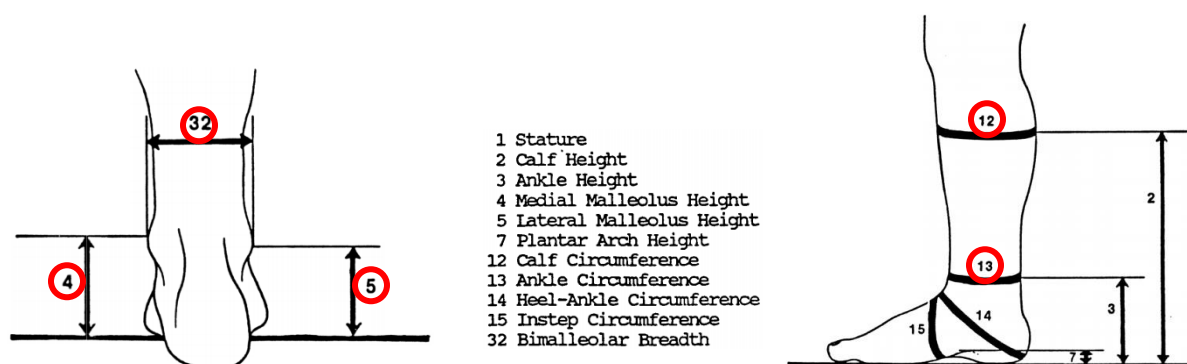 32
4
5
1 Stature
2 Calf Height
3 Ankle Height
4 Medial Malleolus Height
5 Lateral Malleolus Height
7 Plantar Arch Height
12 Calf Circumference
13 Ankle Circumference
14 Heel-Ankle Circumference
15 Instep Circumference
32 Bimalleolar Breadth
12
2
13
3
14
15
7